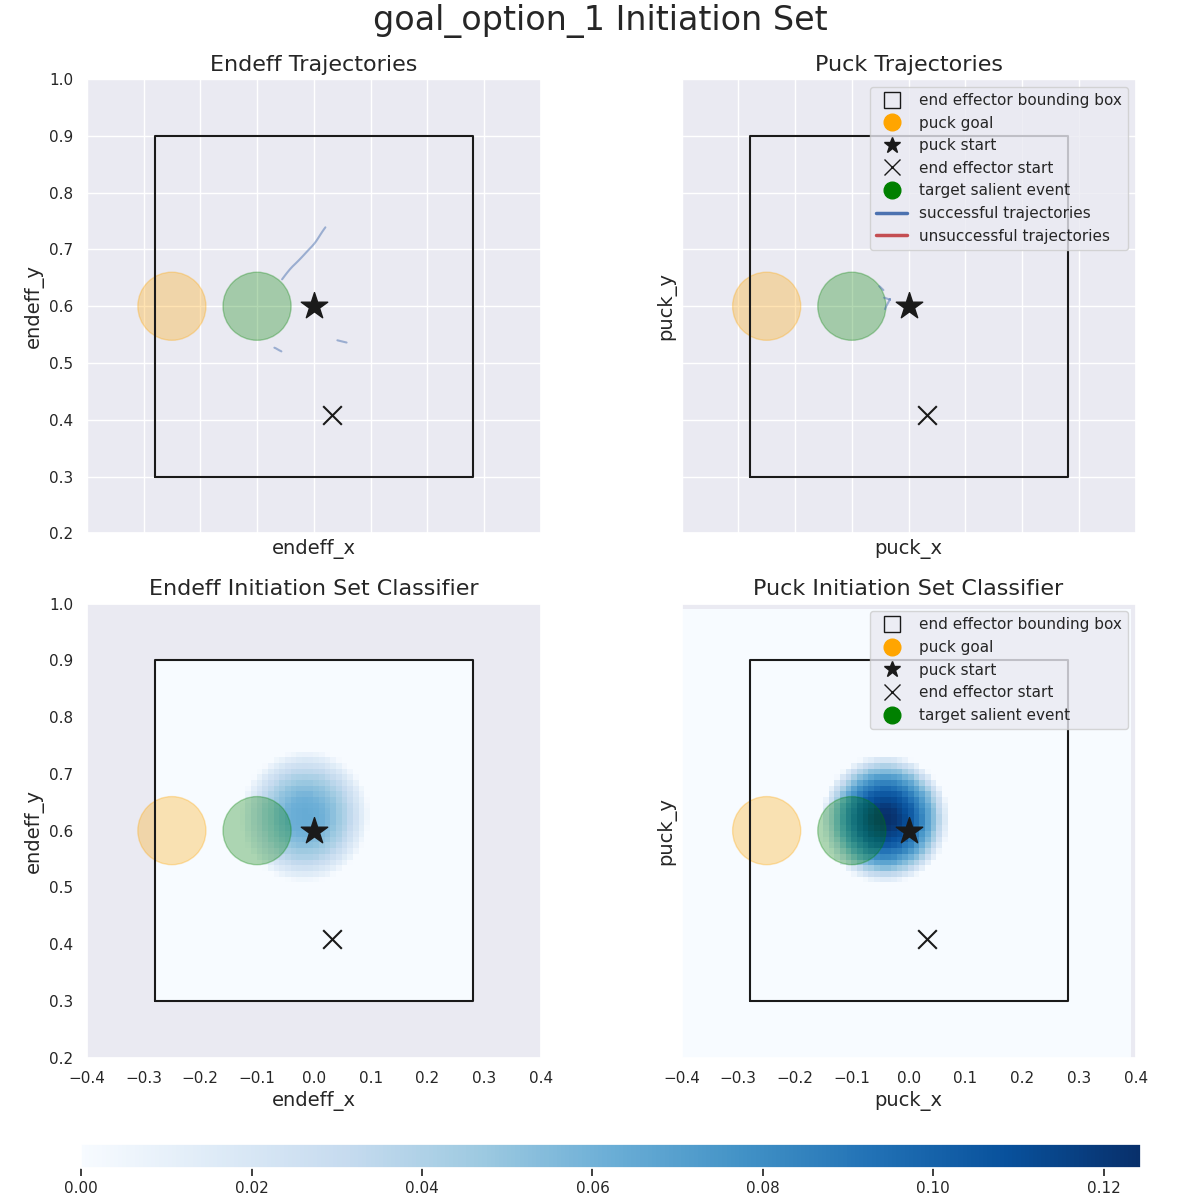 goal_option_1 Initiation Set
Endeff Trajectories
Puck Trajectories
1.0
0.9
0.8
0.7
0.6
0.5
0.4
0.3
0.2
endeff_y
endeff_x
puck_y
puck_x
end effector bounding box
puck goal
puck start
end effector start
target salient event
successful trajectories
unsuccessful trajectories
Endeff Initiation Set Classifier
Puck Initiation Set Classifier
1.0
0.9
0.8
0.7
0.6
0.5
0.4
0.3
0.2
endeff_y
−0.4 −0.3 −0.2 −0.1 0.0 0.1 0.2 0.3 0.4
endeff_x
puck_y
end effector bounding box
puck goal
puck start
end effector start
target salient event
−0.4 −0.3 −0.2 −0.1 0.0 0.1 0.2 0.3 0.4
puck_x
0.00 0.02 0.04 0.06 0.08 0.10 0.12